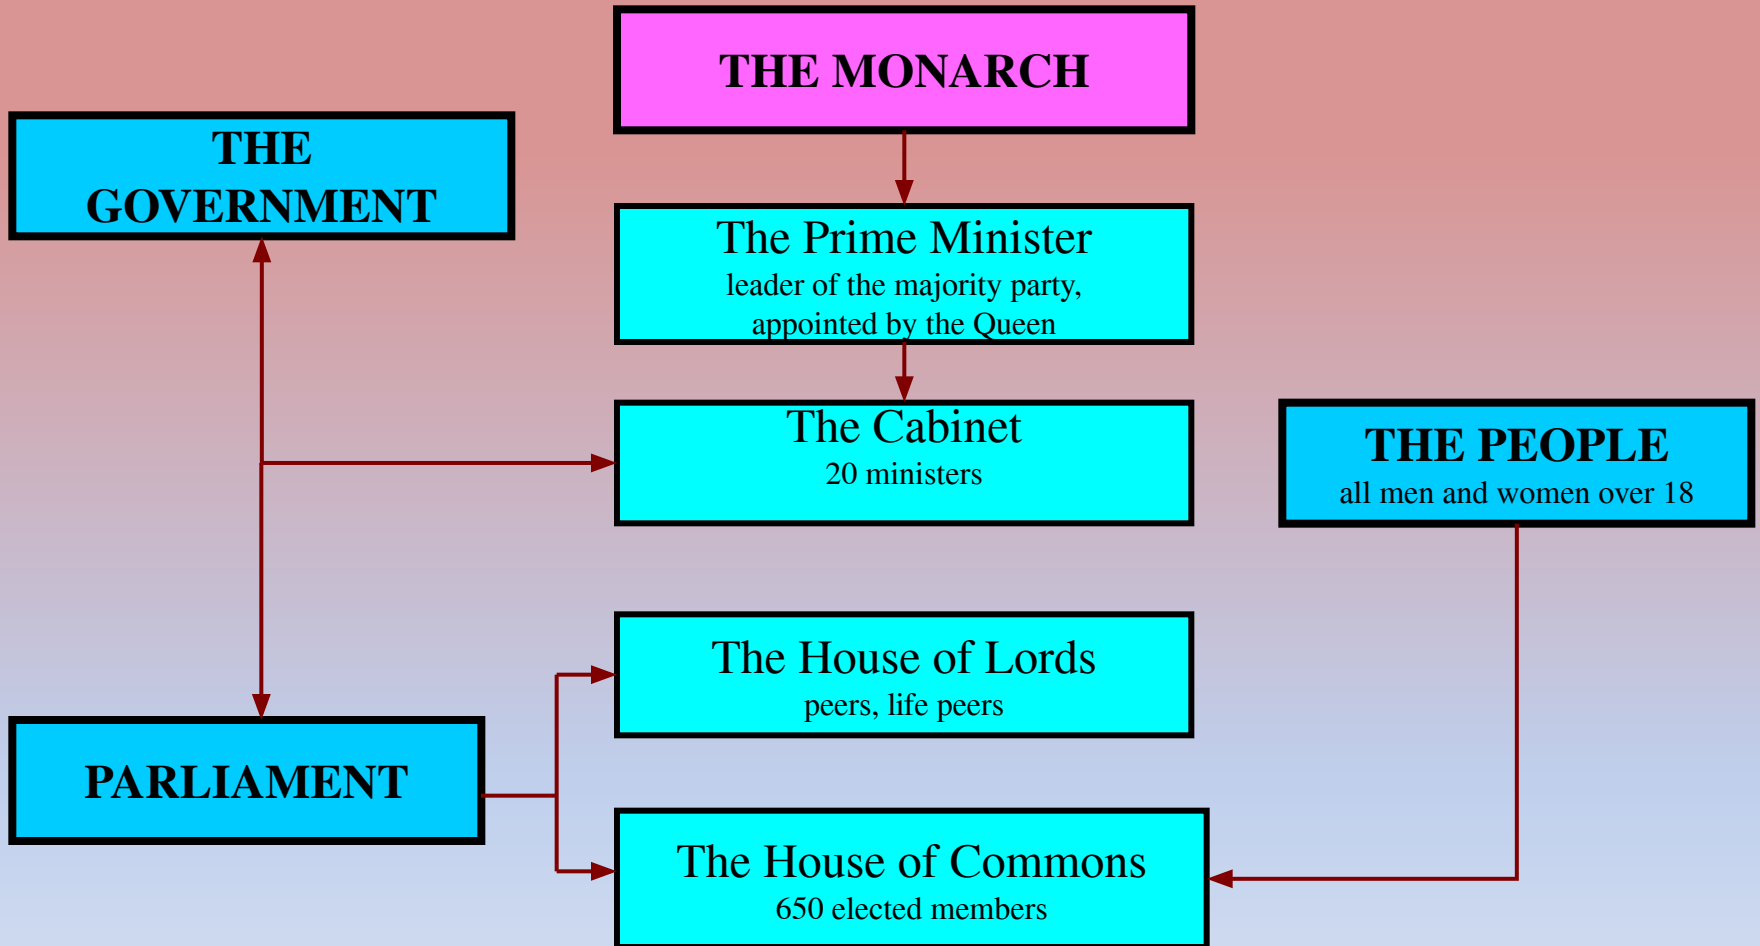 THE MONARCH
THE
GOVERNMENT
The Prime Minister
leader of the majority party,
appointed by the Queen
The Cabinet
20 ministers
THE PEOPLE
all men and women over 18
The House of Lords
peers, life peers
PARLIAMENT
The House of Commons
650 elected members